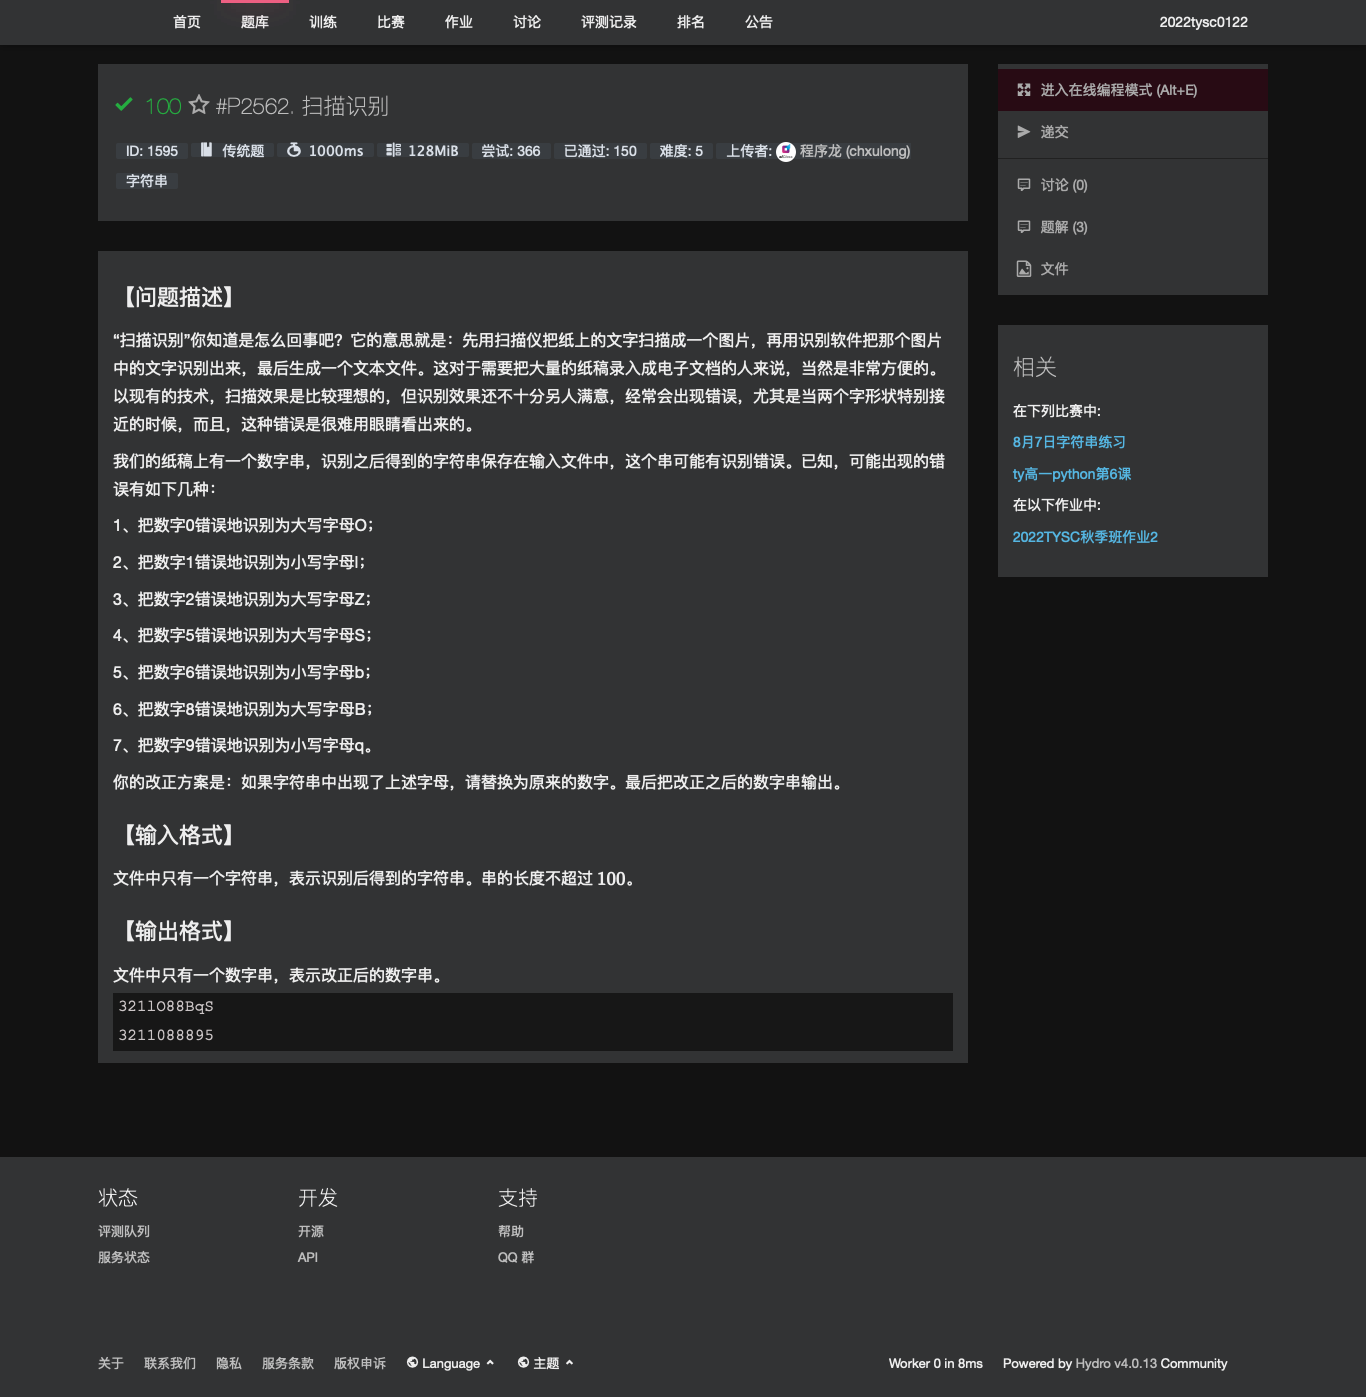 首页 题库 训练 比赛 作业 讨论 评测记录 排名 公告 2022tysc0122
100 #P2562. 扫描识别
ID: 1595 传统题 1000ms 128MiB 尝试: 366 已通过: 150 难度: 5 上传者: 程序龙 (chxulong)
字符串
进入在线编程模式 (Alt+E)
递交
讨论 (0)
题解 (3)
文件
【问题描述】
“扫描识别”你知道是怎么回事吧？它的意思就是：先用扫描仪把纸上的文字扫描成一个图片，再用识别软件把那个图片
中的文字识别出来，最后生成一个文本文件。这对于需要把大量的纸稿录入成电子文档的人来说，当然是非常方便的。
以现有的技术，扫描效果是比较理想的，但识别效果还不十分另人满意，经常会出现错误，尤其是当两个字形状特别接
近的时候，而且，这种错误是很难用眼睛看出来的。
我们的纸稿上有一个数字串，识别之后得到的字符串保存在输入文件中，这个串可能有识别错误。已知，可能出现的错
误有如下几种：
1、把数字0错误地识别为大写字母O；
2、把数字1错误地识别为小写字母l；
3、把数字2错误地识别为大写字母Z；
4、把数字5错误地识别为大写字母S；
5、把数字6错误地识别为小写字母b；
6、把数字8错误地识别为大写字母B；
7、把数字9错误地识别为小写字母q。
你的改正方案是：如果字符串中出现了上述字母，请替换为原来的数字。最后把改正之后的数字串输出。
【输入格式】
文件中只有一个字符串，表示识别后得到的字符串。串的长度不超过 100。
【输出格式】
文件中只有一个数字串，表示改正后的数字串。
321lO88BqS
3211088895
相关
在下列比赛中:
8月7日字符串练习
ty高一python第6课
在以下作业中:
2022TYSC秋季班作业2
状态
评测队列
服务状态
开发
开源
API
支持
帮助
QQ 群
关于 联系我们 隐私 服务条款 版权申诉 Language 主题 Worker 0 in 8ms Powered by Hydro v4.0.13 Community